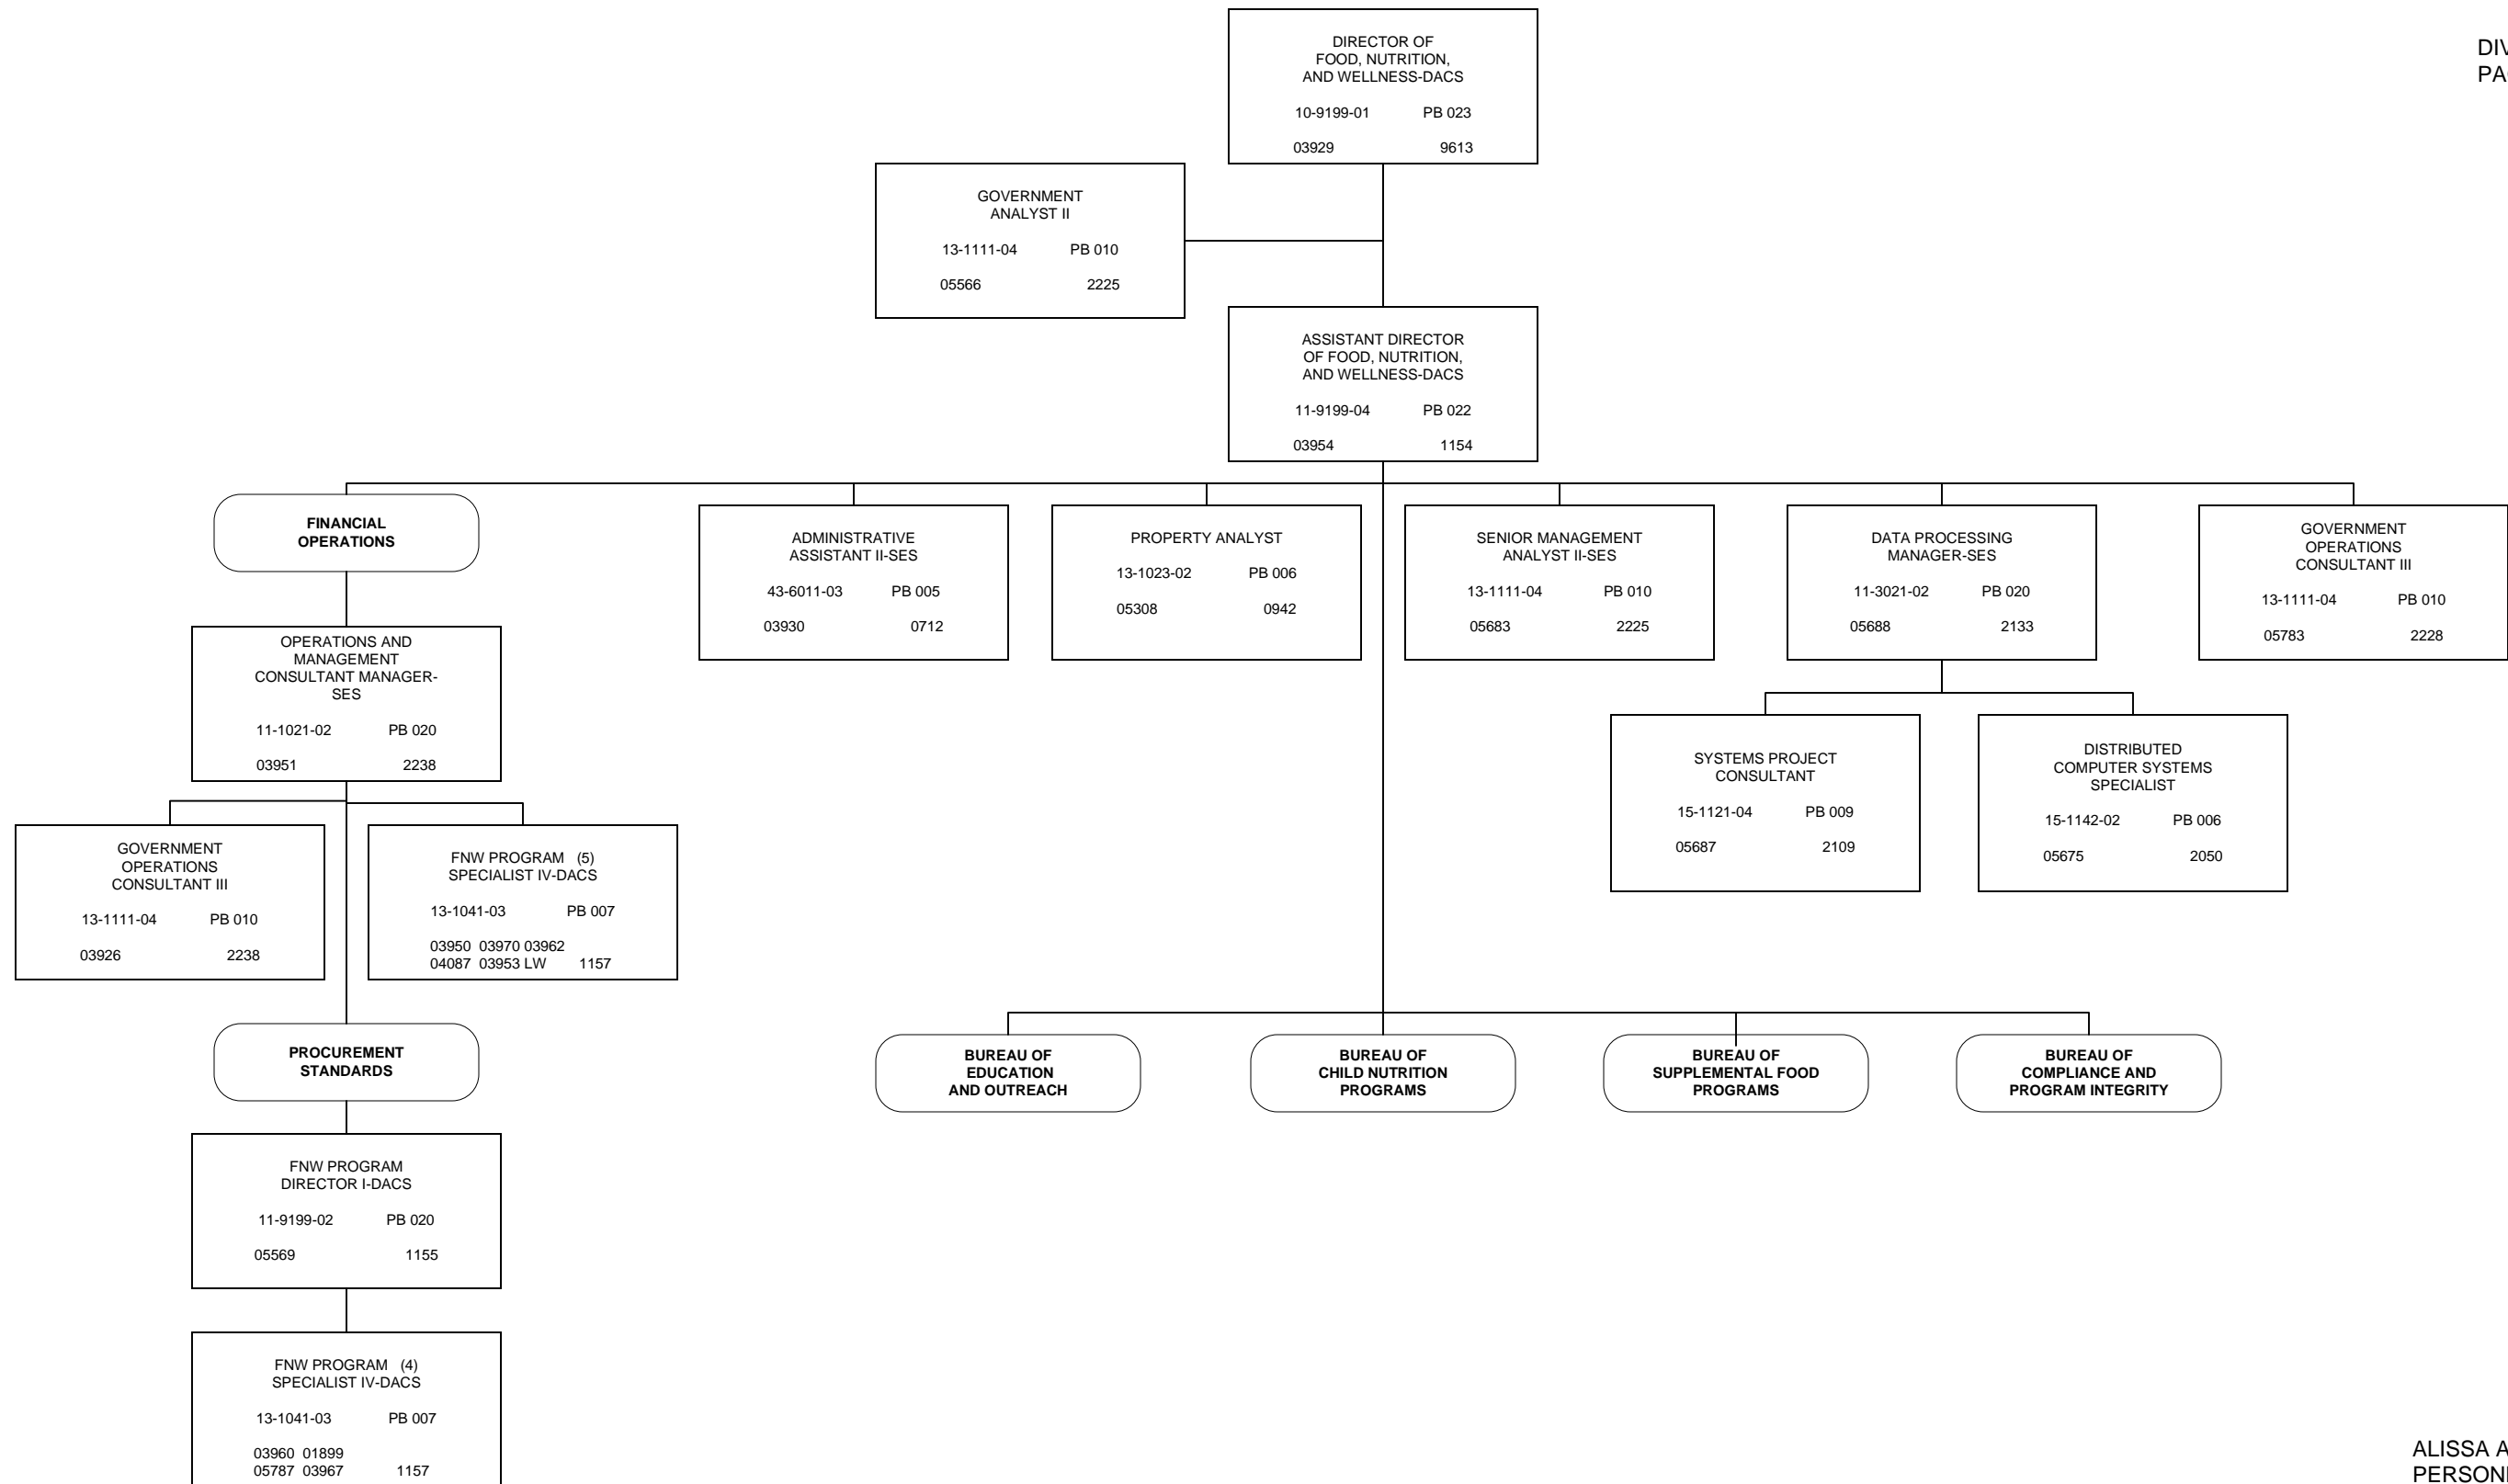 DIRECTOR OF
FOOD, NUTRITION,
AND WELLNESS-DACS
10-9199-01 PB 023
03929 9613
GOVERNMENT
ANALYST II
13-1111-04 PB 010
05566 2225
ASSISTANT DIRECTOR
OF FOOD, NUTRITION,
AND WELLNESS-DACS
11-9199-04 PB 022
03954 1154
FINANCIAL
OPERATIONS
OPERATIONS AND
MANAGEMENT
CONSULTANT MANAGER-
SES
11-1021-02 PB 020
03951 2238
GOVERNMENT
OPERATIONS
CONSULTANT III
13-1111-04 PB 010
03926 2238
FNW PROGRAM (5)
SPECIALIST IV-DACS
13-1041-03 PB 007
03950 03970 03962
04087 03953 LW 1157
PROCUREMENT
STANDARDS
FNW PROGRAM
DIRECTOR I-DACS
11-9199-02 PB 020
05569 1155
FNW PROGRAM (4)
SPECIALIST IV-DACS
13-1041-03 PB 007
03960 01899
05787 03967 1157
ADMINISTRATIVE
ASSISTANT II-SES
43-6011-03 PB 005
03930 0712
PROPERTY ANALYST
13-1023-02 PB 006
05308 0942
SENIOR MANAGEMENT
ANALYST II-SES
13-1111-04 PB 010
05683 2225
DATA PROCESSING
MANAGER-SES
11-3021-02 PB 020
05688 2133
GOVERNMENT
OPERATIONS
CONSULTANT III
13-1111-04 PB 010
05783 2228
SYSTEMS PROJECT
CONSULTANT
15-1121-04 PB 009
05687 2109
DISTRIBUTED
COMPUTER SYSTEMS
SPECIALIST
15-1142-02 PB 006
05675 2050
BUREAU OF
EDUCATION
AND OUTREACH
BUREAU OF
CHILD NUTRITION
PROGRAMS
BUREAU OF
SUPPLEMENTAL FOOD
PROGRAMS
BUREAU OF
COMPLIANCE AND
PROGRAM INTEGRITY
ALISSA